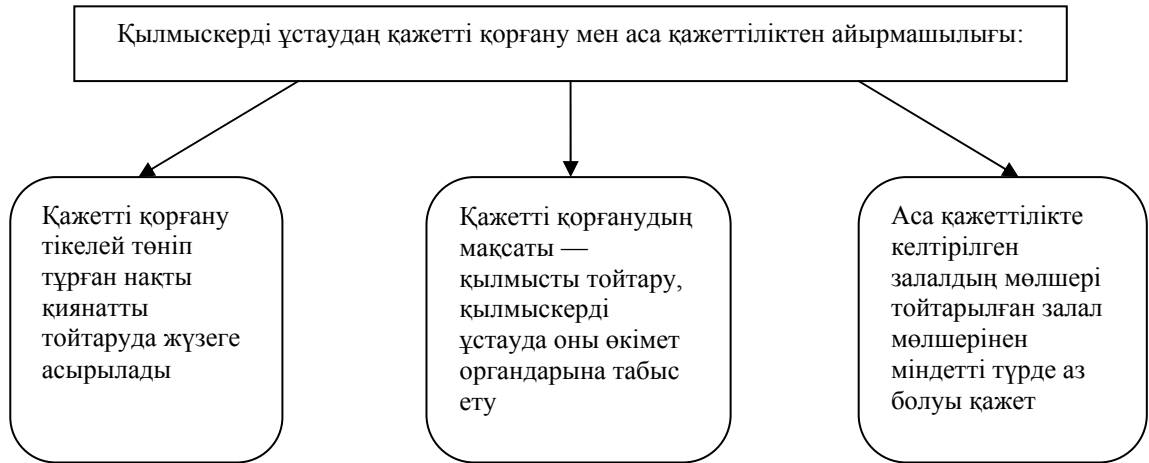 Қылмыскерді ұстаудаң қажетті қорғану мен аса қажеттіліктен айырмашылығы:
Қажетті қорғану
тікелей төніп
тұрған нақты
қиянатты
тойтаруда жүзеге
асырылады
Қажетті қорғанудың
мақсаты —
қылмысты тойтару,
қылмыскерді
ұстауда оны өкімет
органдарына табыс
ету
Аса қажеттілікте
келтірілген
залалдың мөлшері
тойтарылған залал
мөлшерінен
міндетті түрде аз
болуы қажет